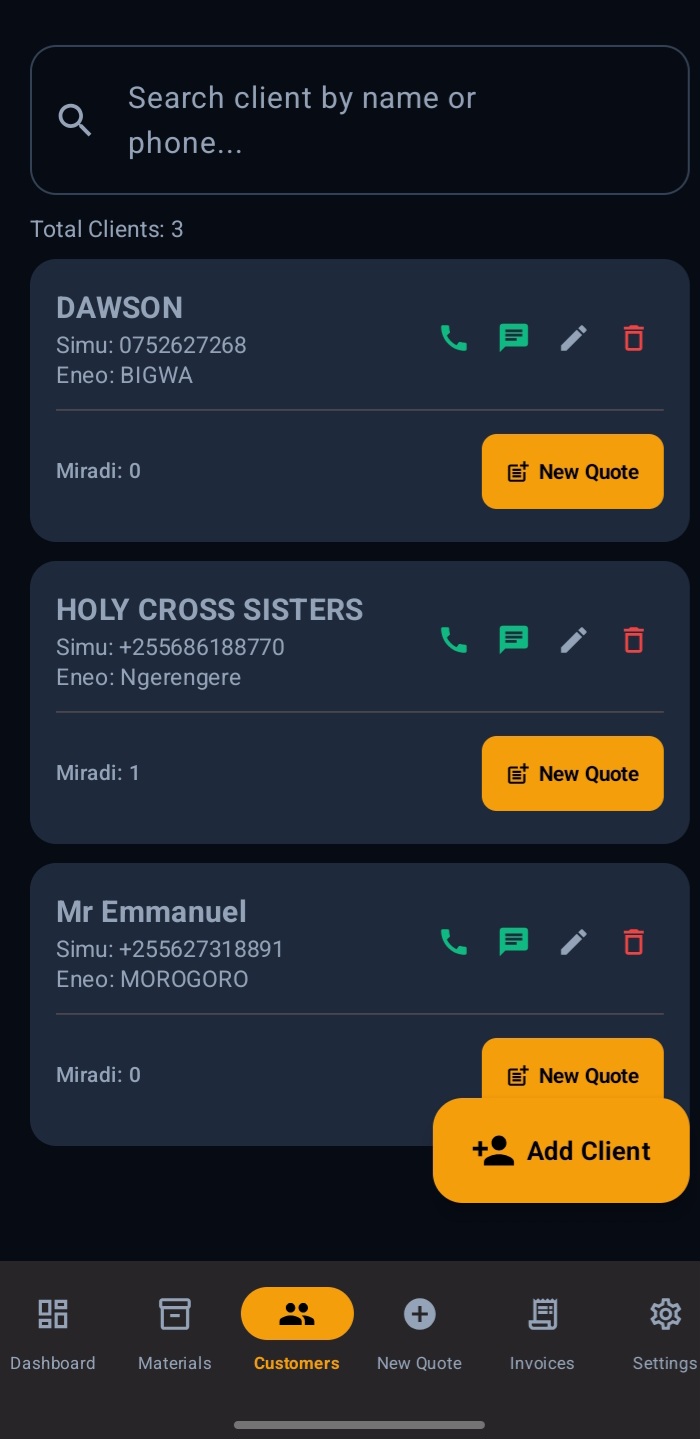 Search client by name or
phone...
Total Clients: 3
DAWSON
Simu: 0752627268
Eneo: BIGWA
Miradi: 0
New Quote
HOLY CROSS SISTERS
Simu: +255686188770
Eneo: Ngerengere
Miradi: 1
New Quote
Mr Emmanuel
Simu: +255627318891
Eneo: MOROGORO
Miradi: 0
New Quote
Add Client
Dashboard
Materials
Customers
New Quote
Invoices
Settings